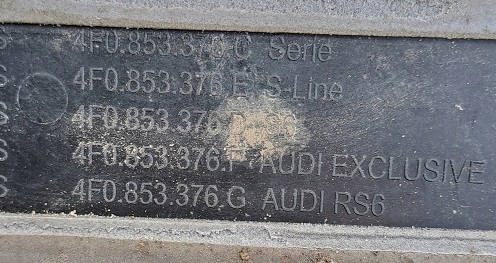 S 4F0.853.376.C Serie
S 4F0.853.376.E S-Line
S 4F0.853.376
S 4F0.853.376.F AUDI EXCLUSIVE
S 4F0.853.376.G AUDI RS6